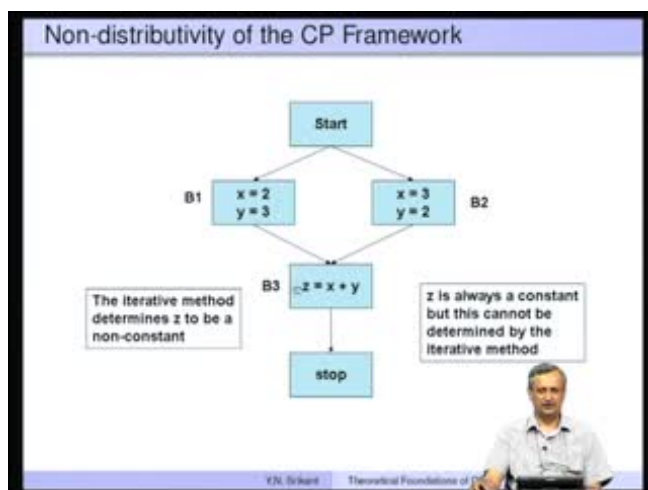 Non-distributivity of the CP Framework
Start
B1
x = 2
y = 3
x = 3
y = 2
B2
B3
z = x + y
The iterative method
determines z to be a
non-constant
z is always a constant
but this cannot be
determined by the
iterative method
stop
Y.N. Srikant
Theoretical Foundations of